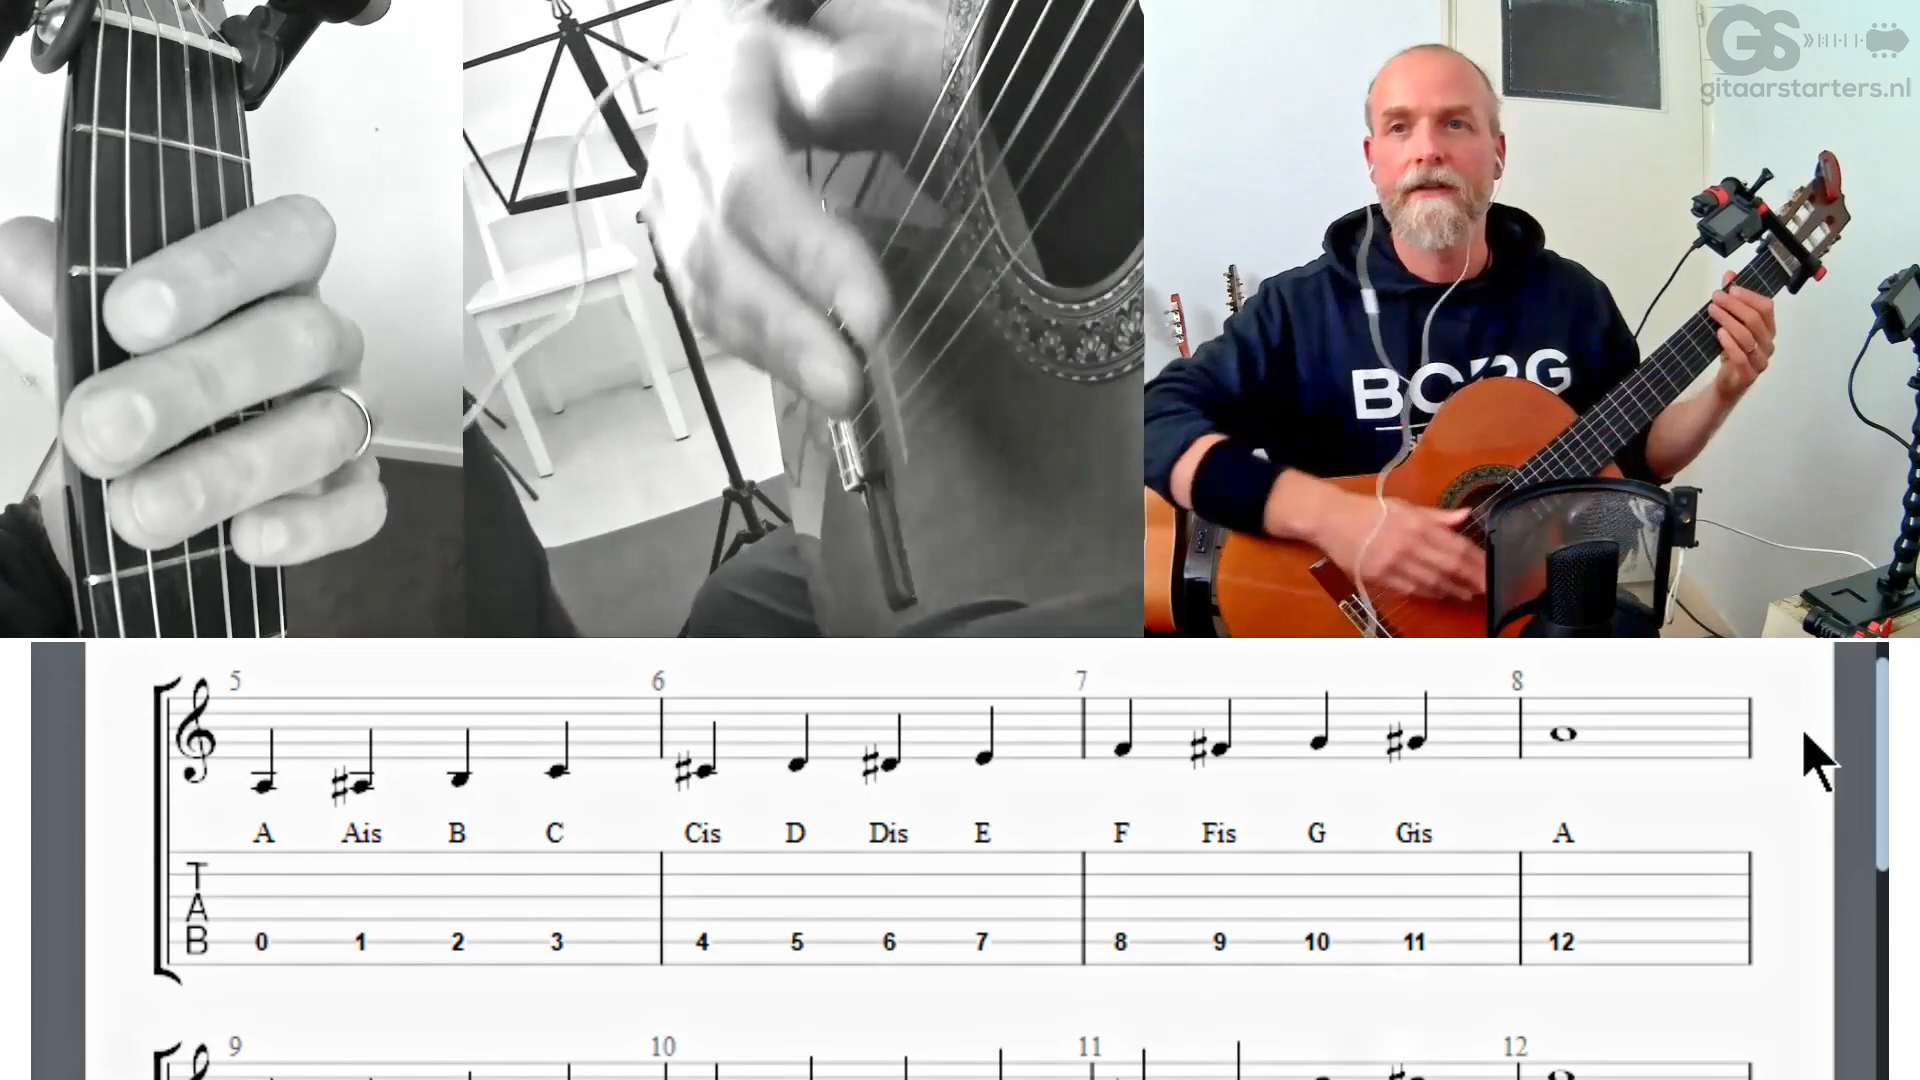 GS
gitaarstarters.nl
BORG
5 6 7 8
A Ais B C Cis D Dis E F Fis G Gis A
T
A
B
0 1 2 3 4 5 6 7 8 9 10 11 12
9 10 11 12